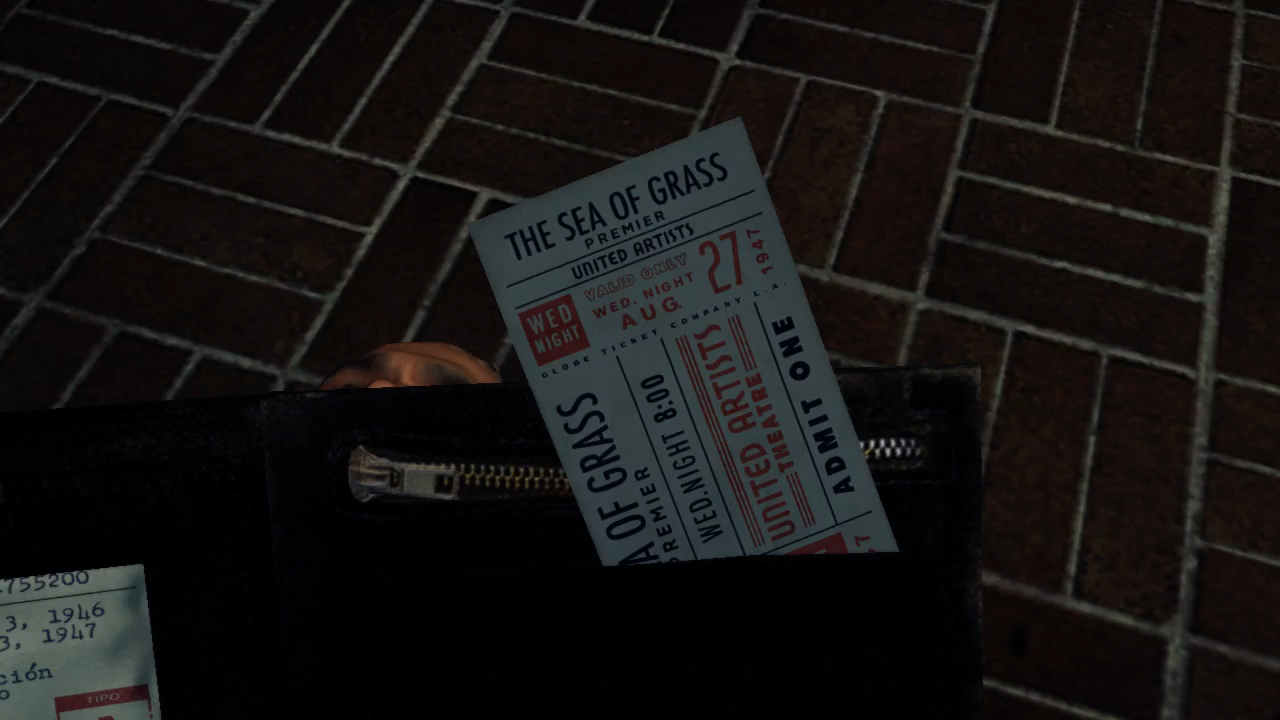 THE SEA OF GRASS
PREMIER
UNITED ARTISTS
VALID ONLY
WED. NIGHT
AUG.
27
1947
WED
NIGHT
GLOBE TICKET COMPANY L.A.
A OF GRASS
PREMIER
WED.NIGHT 8:00
UNITED ARTISTS
THEATRE
ADMIT ONE
755200
3, 1946
3, 1947
ción
o
TIPO